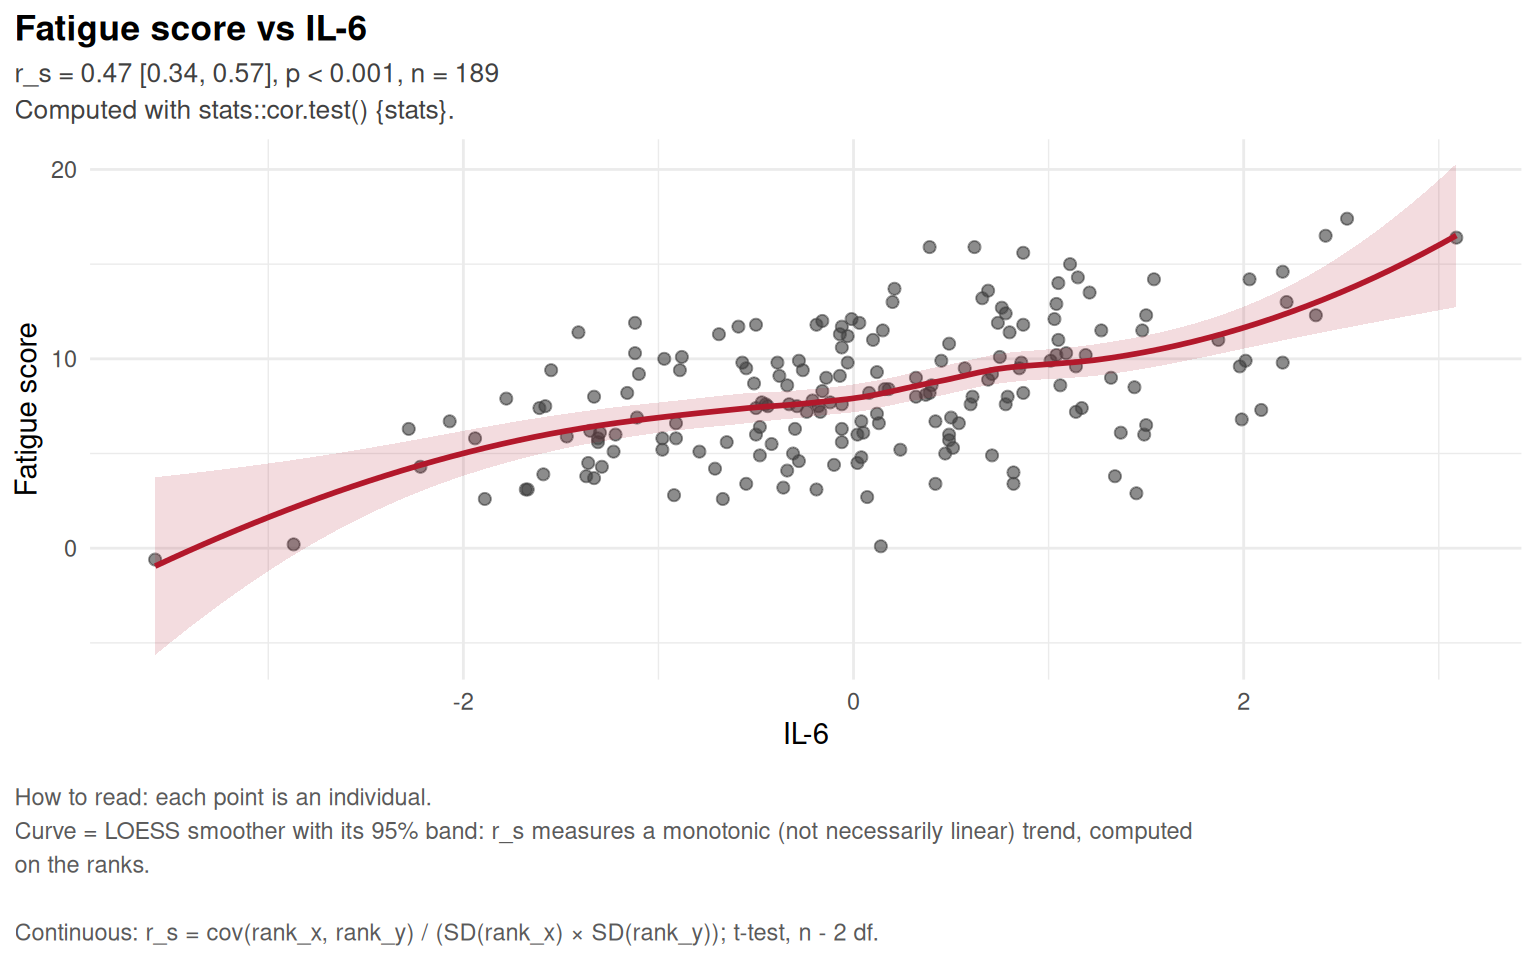 Fatigue score vs IL-6
r_s = 0.47 [0.34, 0.57], p < 0.001, n = 189
Computed with stats::cor.test() {stats}.
20
10
0
Fatigue score
-2
0
2
IL-6
How to read: each point is an individual.
Curve = LOESS smoother with its 95% band: r_s measures a monotonic (not necessarily linear) trend, computed
on the ranks.
Continuous: r_s = cov(rank_x, rank_y) / (SD(rank_x) × SD(rank_y)); t-test, n - 2 df.